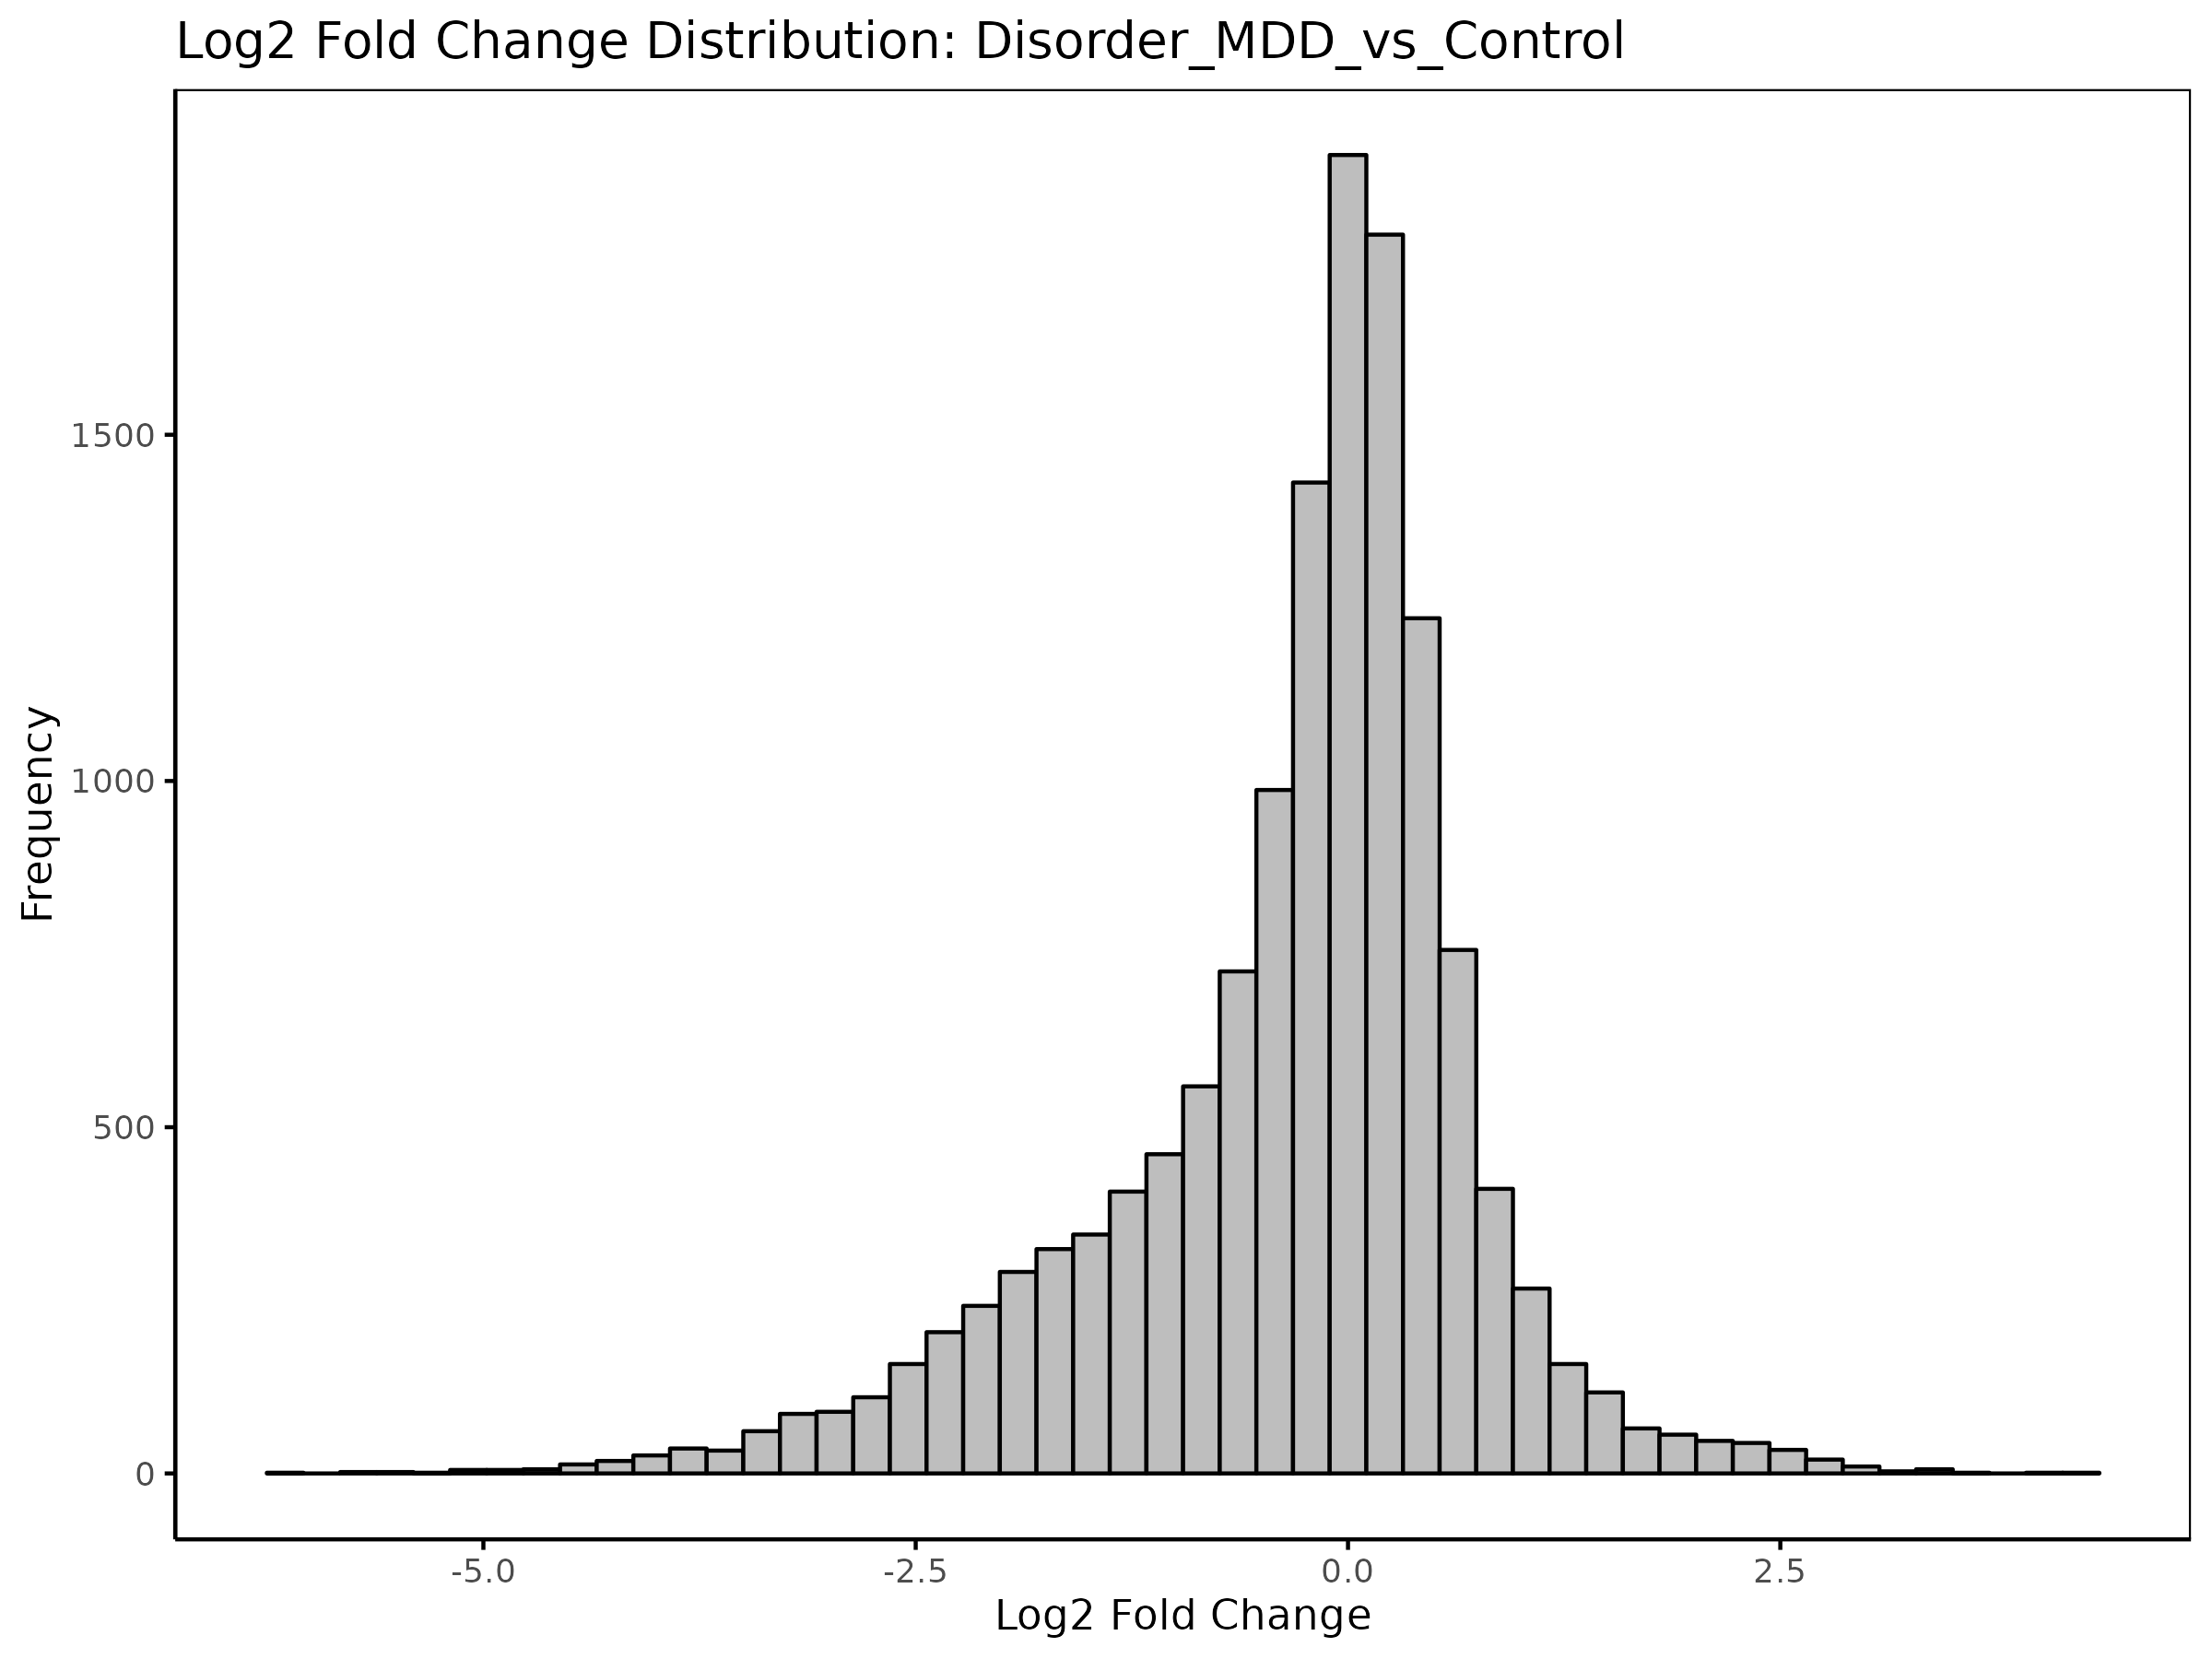 Log2 Fold Change Distribution: Disorder_MDD_vs_Control
Frequency
1500
1000
500
0
-5.0
-2.5
0.0
2.5
Log2 Fold Change